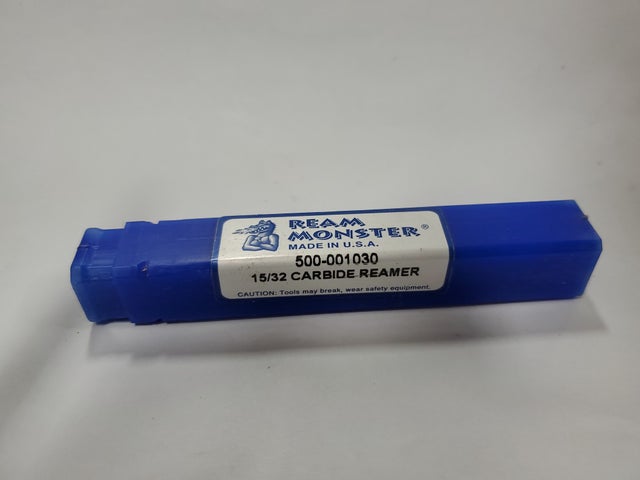 REAM
MONSTER®
MADE IN U.S.A.
500-001030
15/32 CARBIDE REAMER
CAUTION: Tools may break, wear safety equipment.